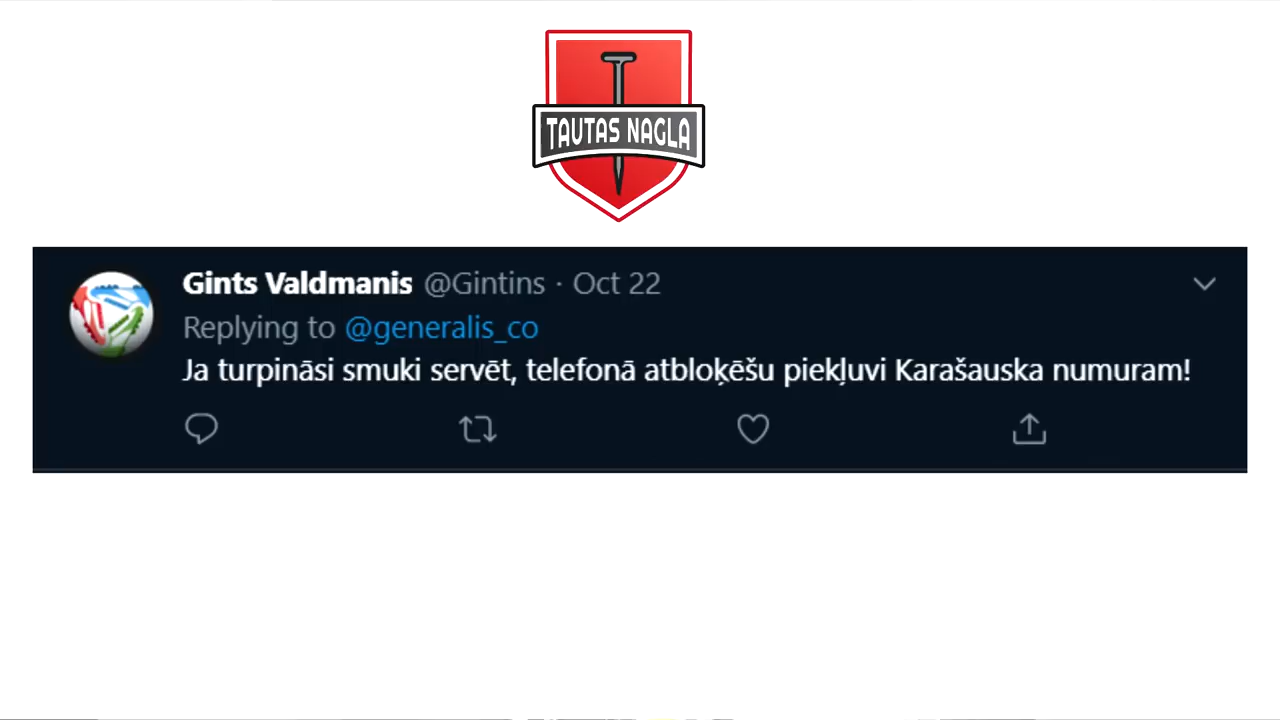 TAUTAS NAGLA
Gints Valdmanis @Gintins · Oct 22
Replying to @generalis_co
Ja turpināsi smuki servēt, telefonā atbloķēšu piekļuvi Karašauska numuram!